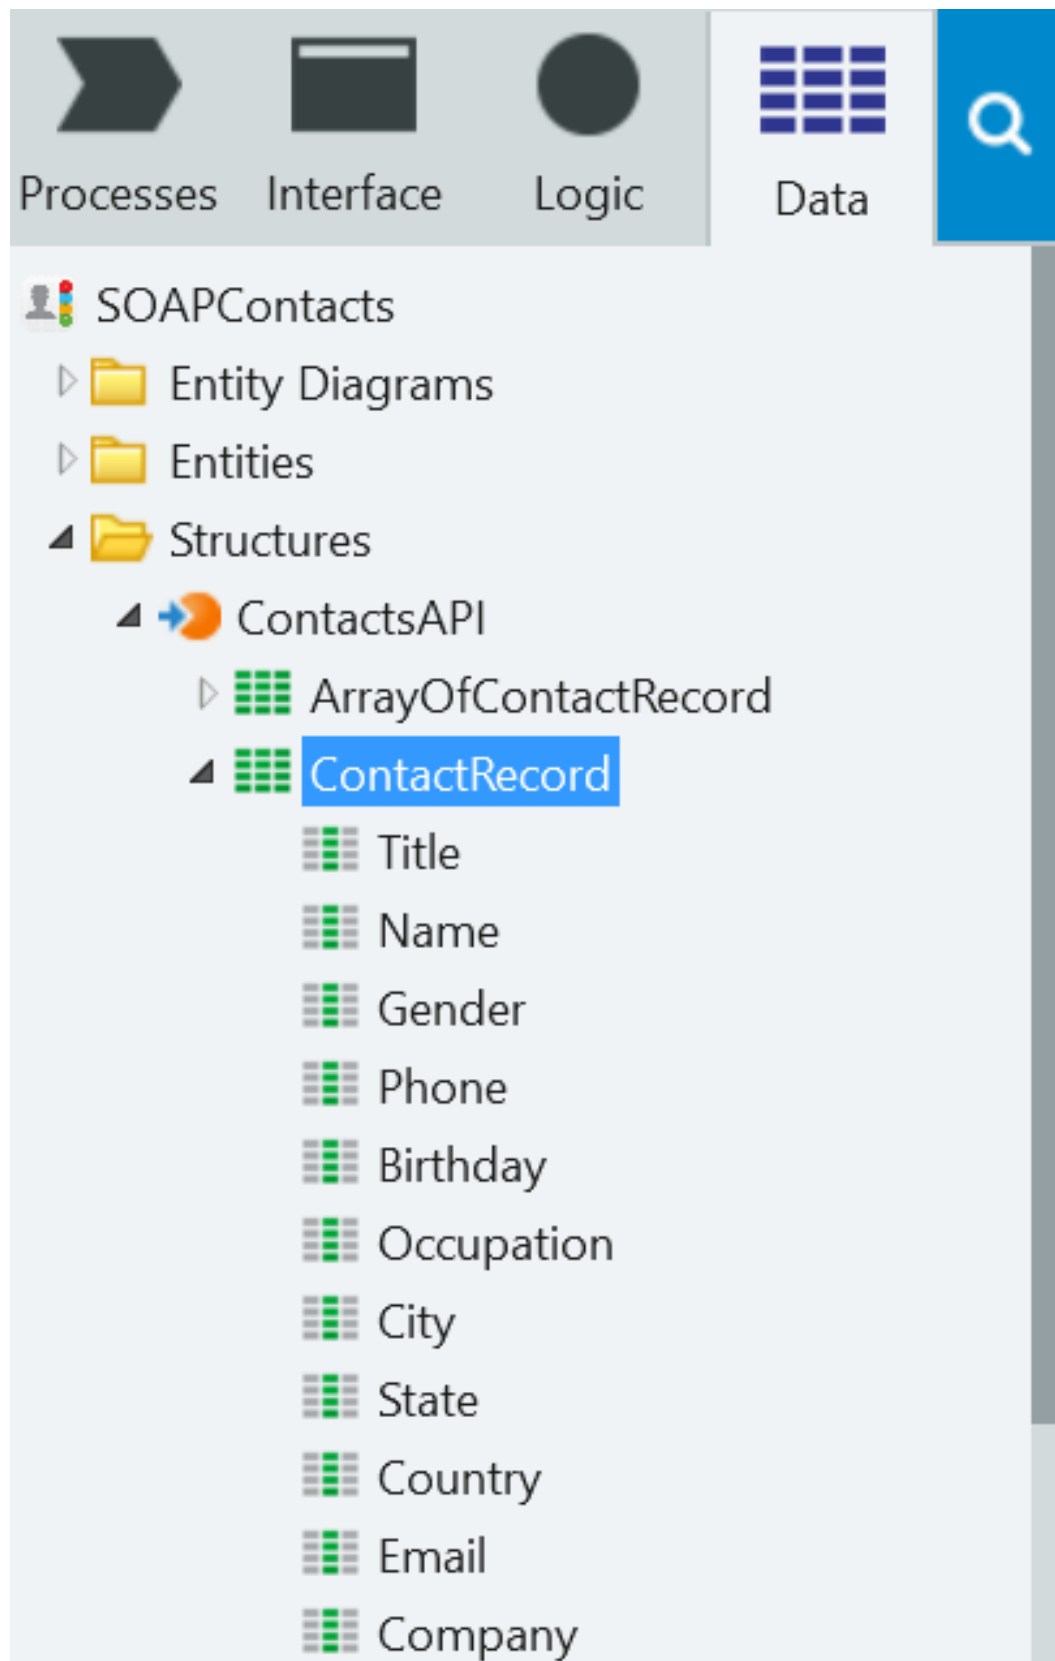 Processes Interface Logic Data
SOAPContacts
Entity Diagrams
Entities
Structures
ContactsAPI
ArrayOfContactRecord
ContactRecord
Title
Name
Gender
Phone
Birthday
Occupation
City
State
Country
Email
Company